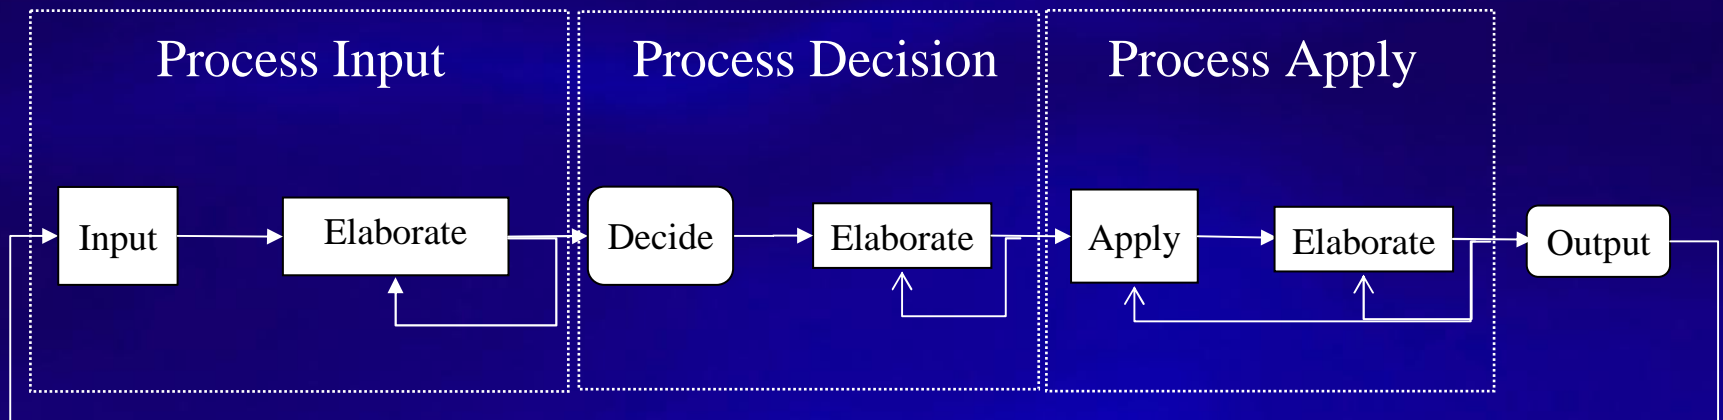 Process Input
Process Decision
Process Apply
Input
Elaborate
Decide
Elaborate
Apply
Elaborate
Output